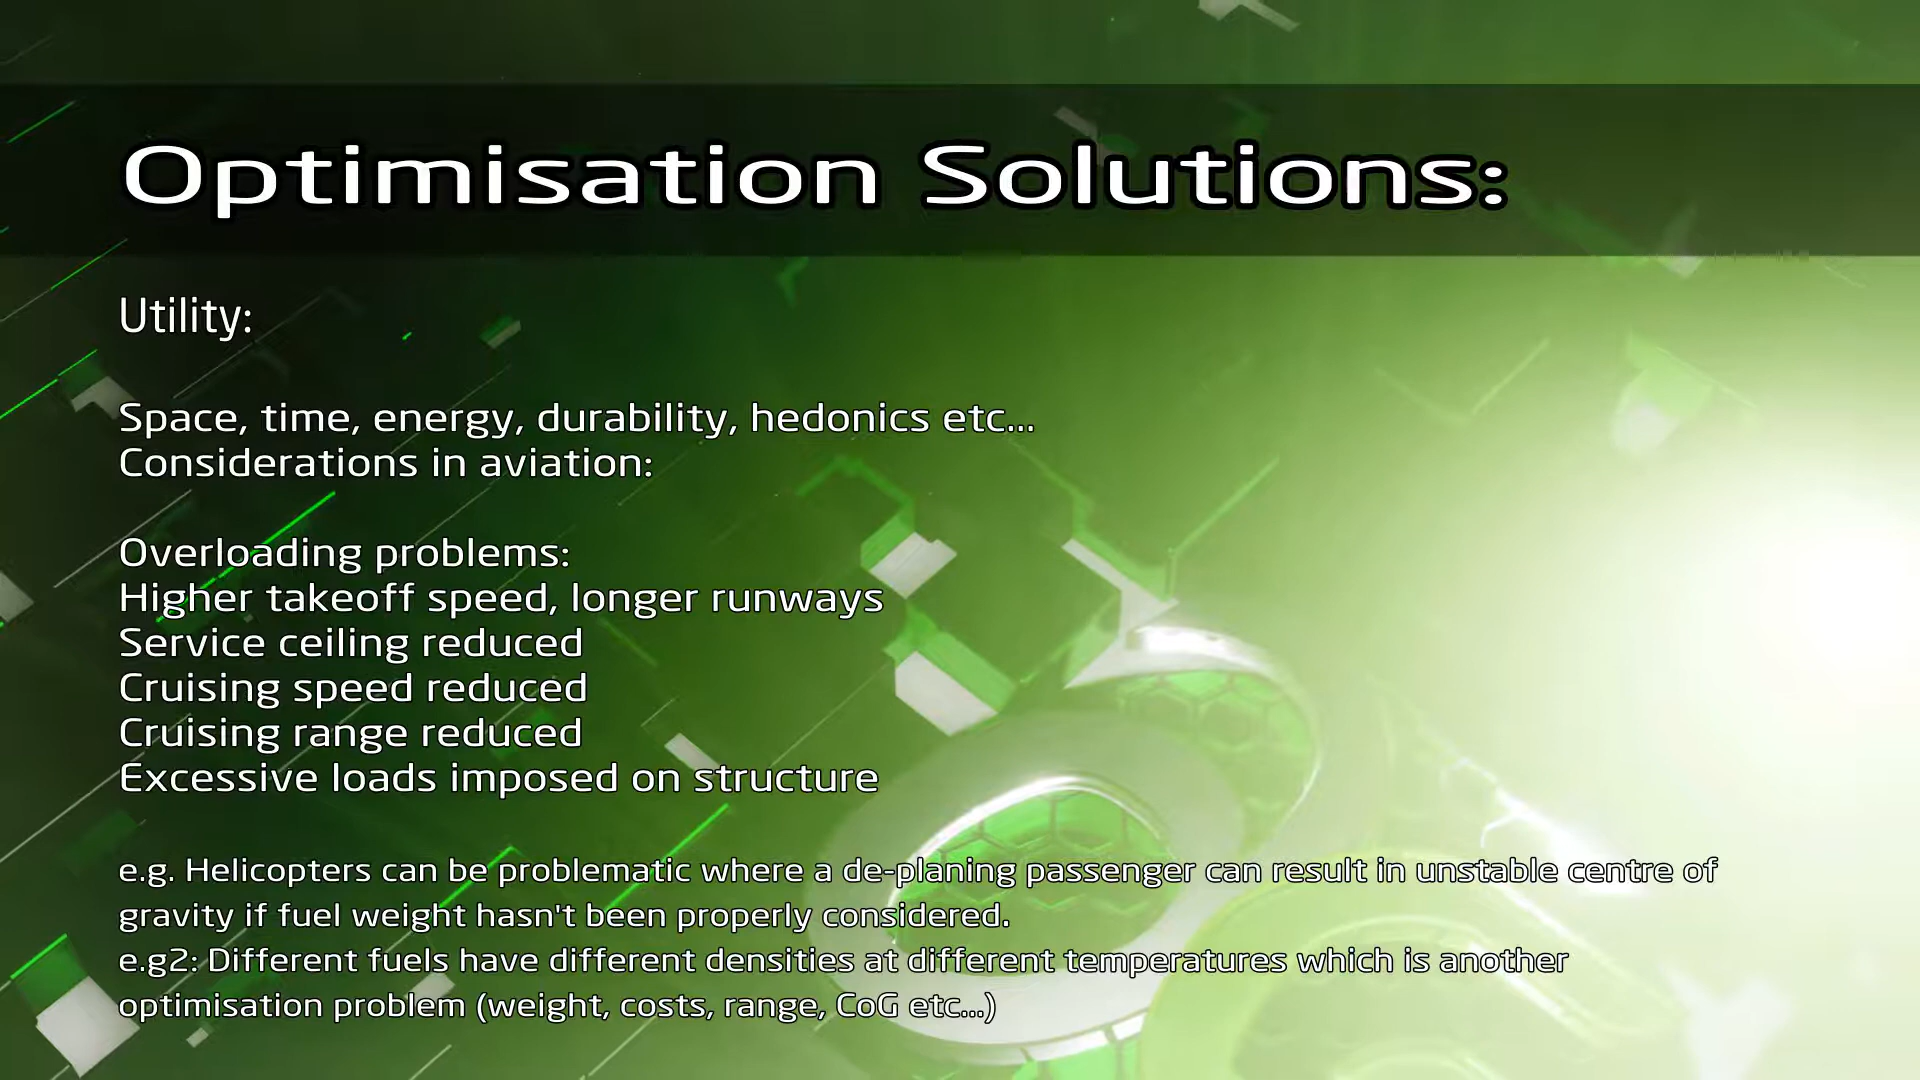 Optimisation Solutions:
Utility:
Space, time, energy, durability, hedonics etc...
Considerations in aviation:
Overloading problems:
Higher takeoff speed, longer runways
Service ceiling reduced
Cruising speed reduced
Cruising range reduced
Excessive loads imposed on structure
e.g. Helicopters can be problematic where a de-planing passenger can result in unstable centre of
gravity if fuel weight hasn't been properly considered.
e.g2: Different fuels have different densities at different temperatures which is another
optimisation problem (weight, costs, range, CoG etc...)